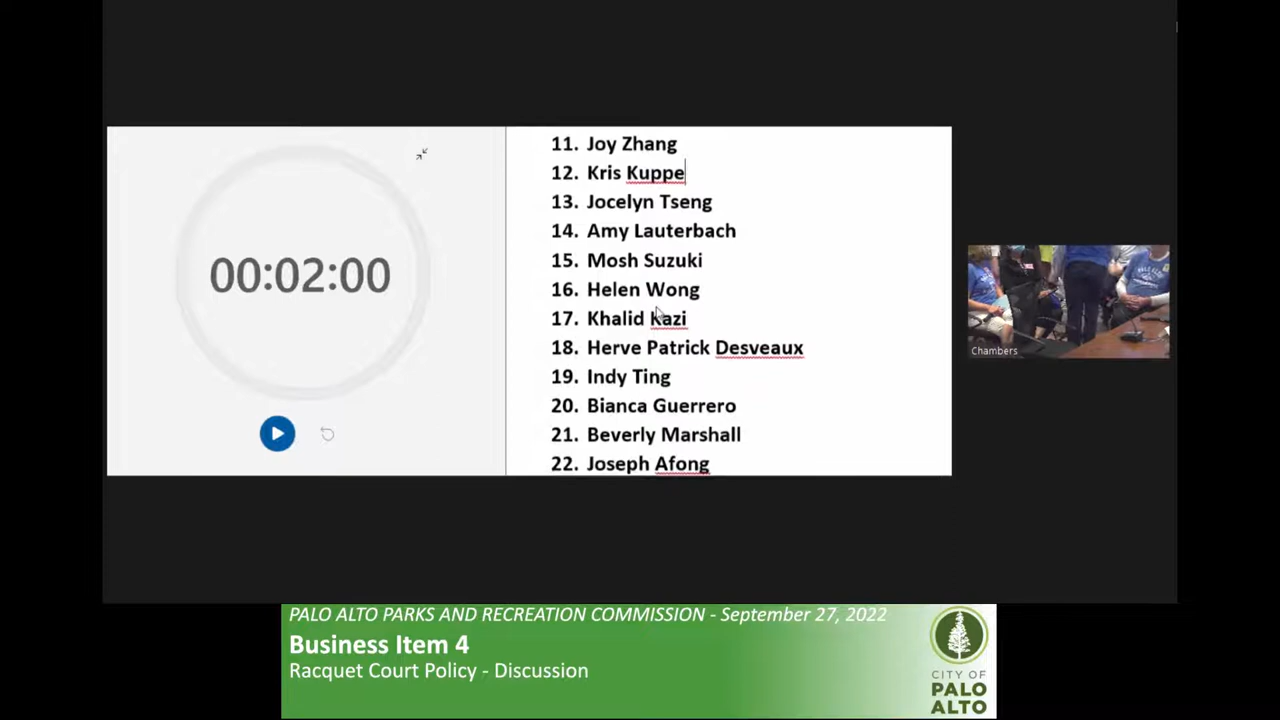 00:02:00
11. Joy Zhang
12. Kris Kuppe
13. Jocelyn Tseng
14. Amy Lauterbach
15. Mosh Suzuki
16. Helen Wong
17. Khalid Kazi
18. Herve Patrick Desveaux
19. Indy Ting
20. Bianca Guerrero
21. Beverly Marshall
22. Joseph Afong
Chambers
PALO ALTO PARKS AND RECREATION COMMISSION - September 27, 2022
Business Item 4
Racquet Court Policy - Discussion
CITY OF
PALO
ALTO